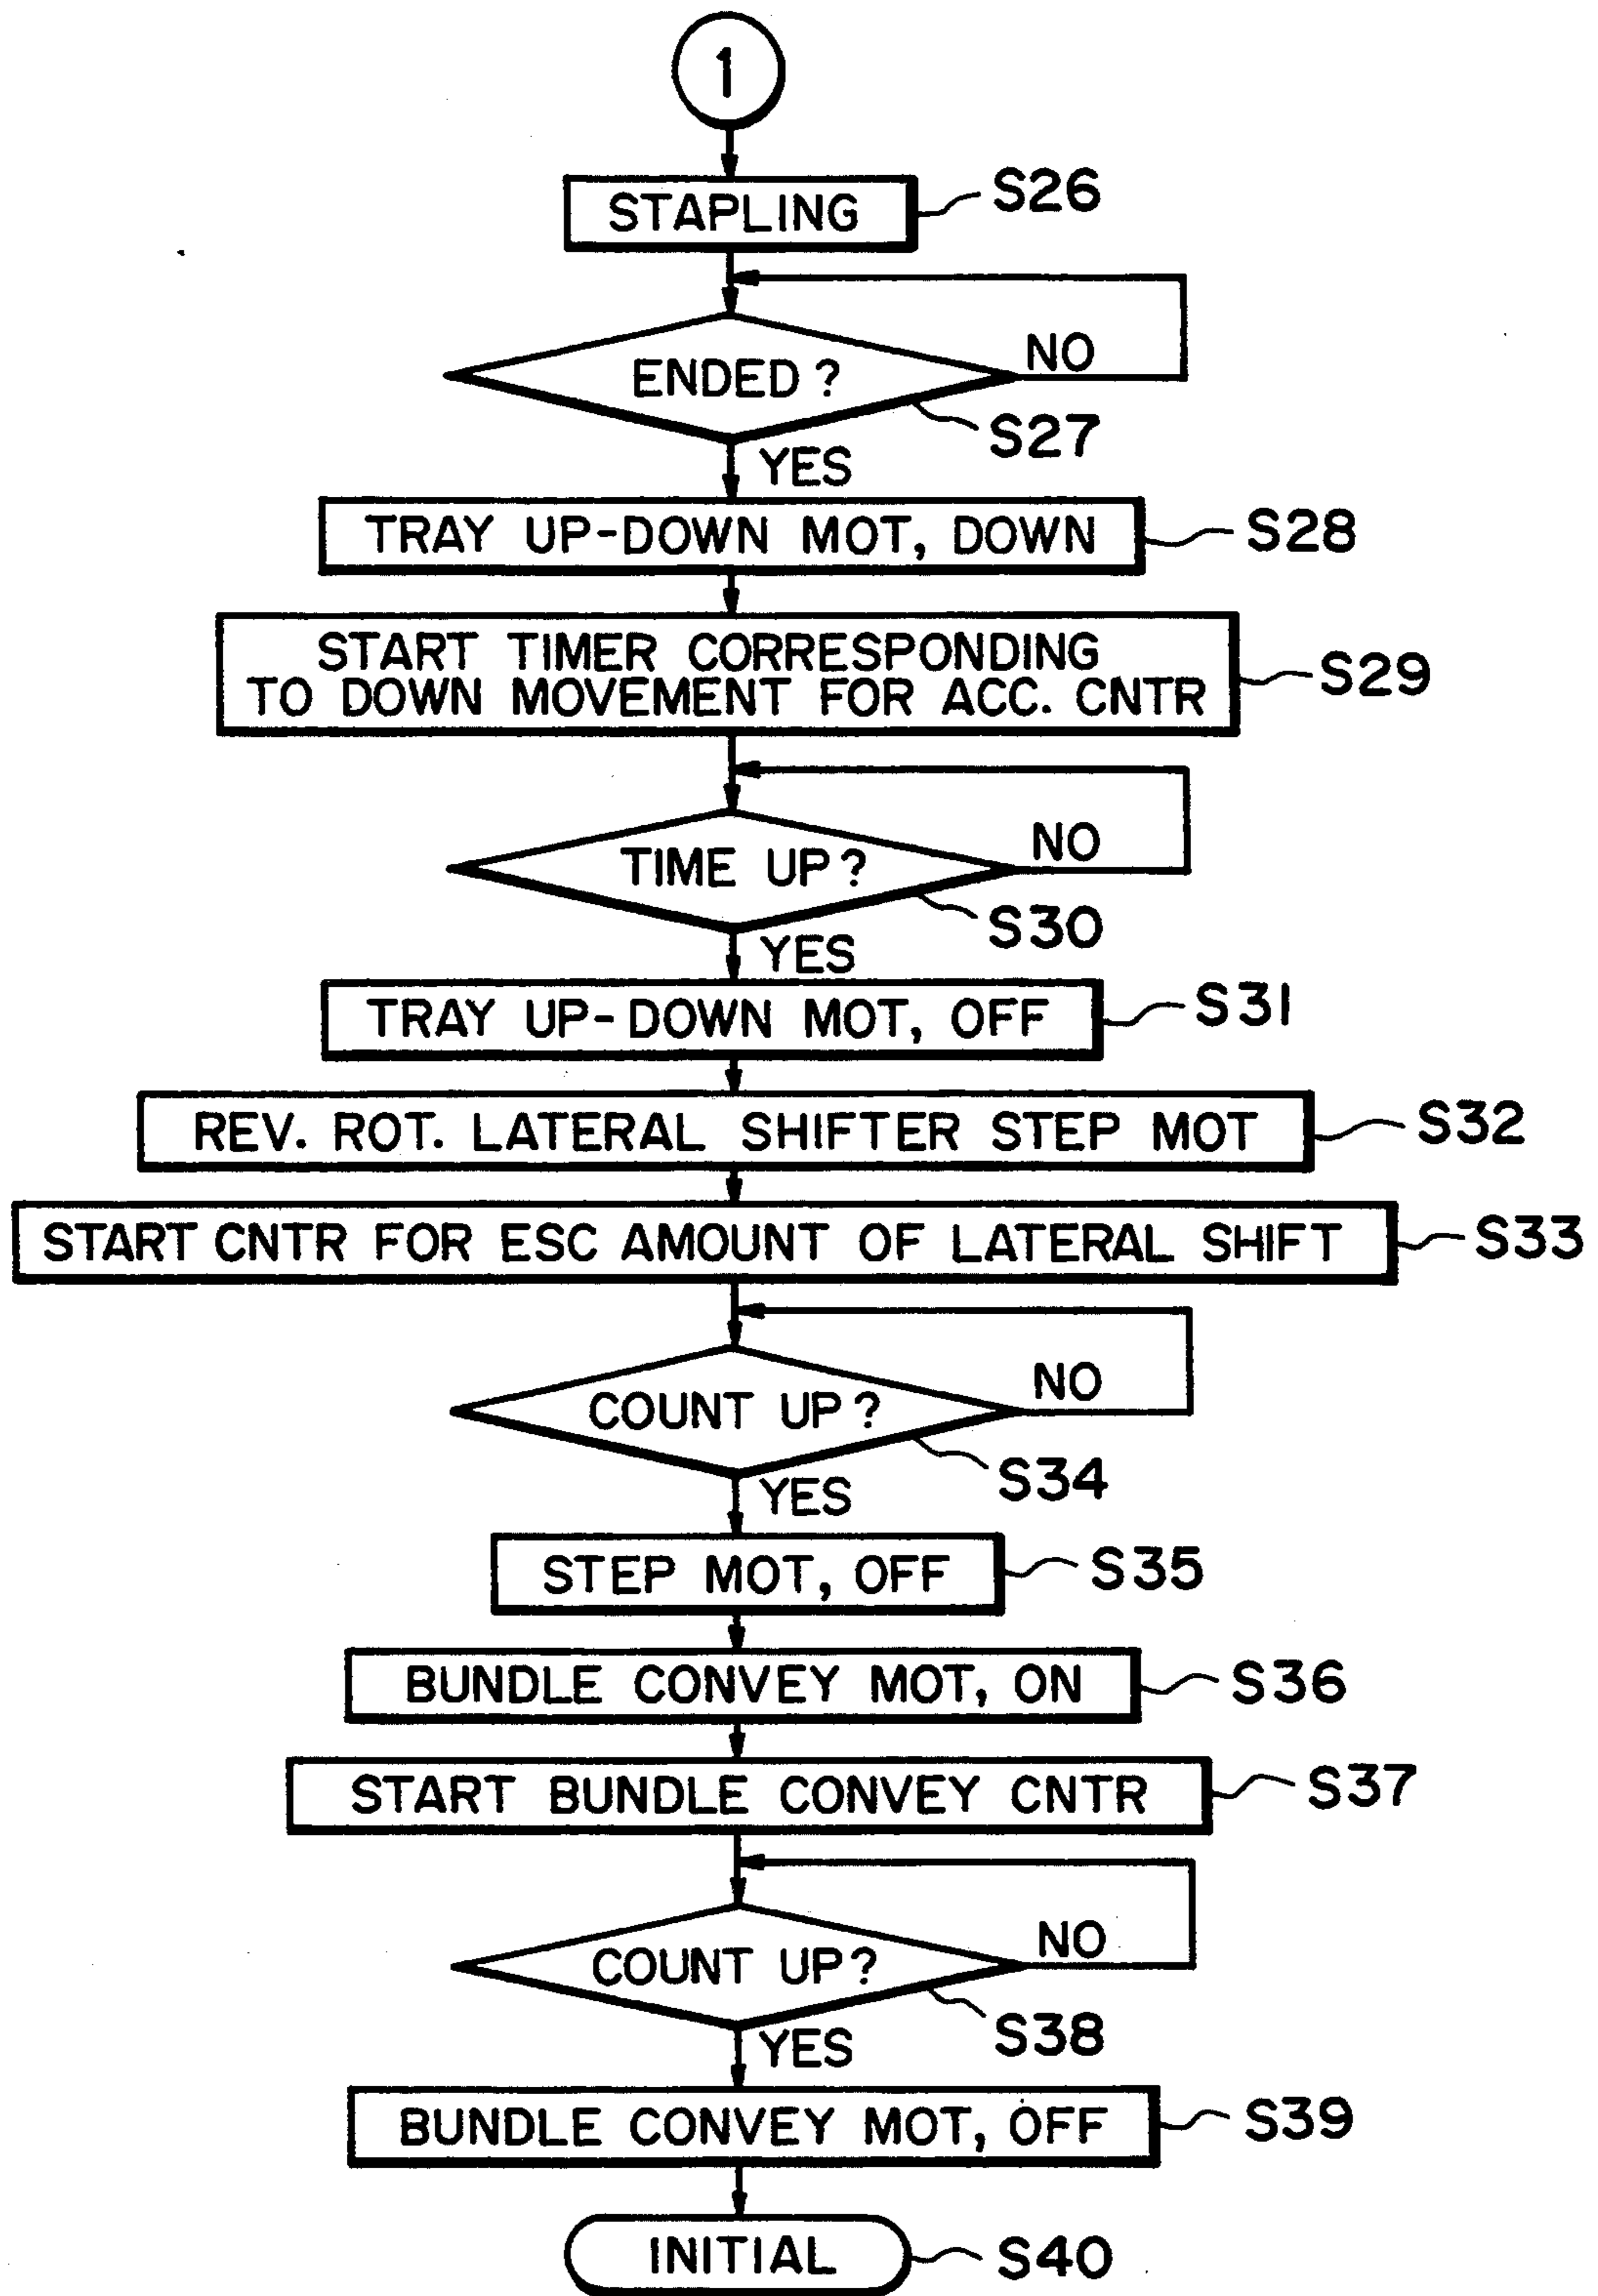 1
STAPLING
S26
ENDED?
NO
S27
YES
TRAY UP-DOWN MOT, DOWN
S28
START TIMER CORRESPONDING
TO DOWN MOVEMENT FOR ACC. CNTR
S29
TIME UP?
NO
S30
YES
TRAY UP-DOWN MOT, OFF
S31
REV. ROT. LATERAL SHIFTER STEP MOT
S32
START CNTR FOR ESC AMOUNT OF LATERAL SHIFT
S33
COUNT UP?
NO
S34
YES
STEP MOT, OFF
S35
BUNDLE CONVEY MOT, ON
S36
START BUNDLE CONVEY CNTR
S37
COUNT UP?
NO
S38
YES
BUNDLE CONVEY MOT, OFF
S39
INITIAL
S40